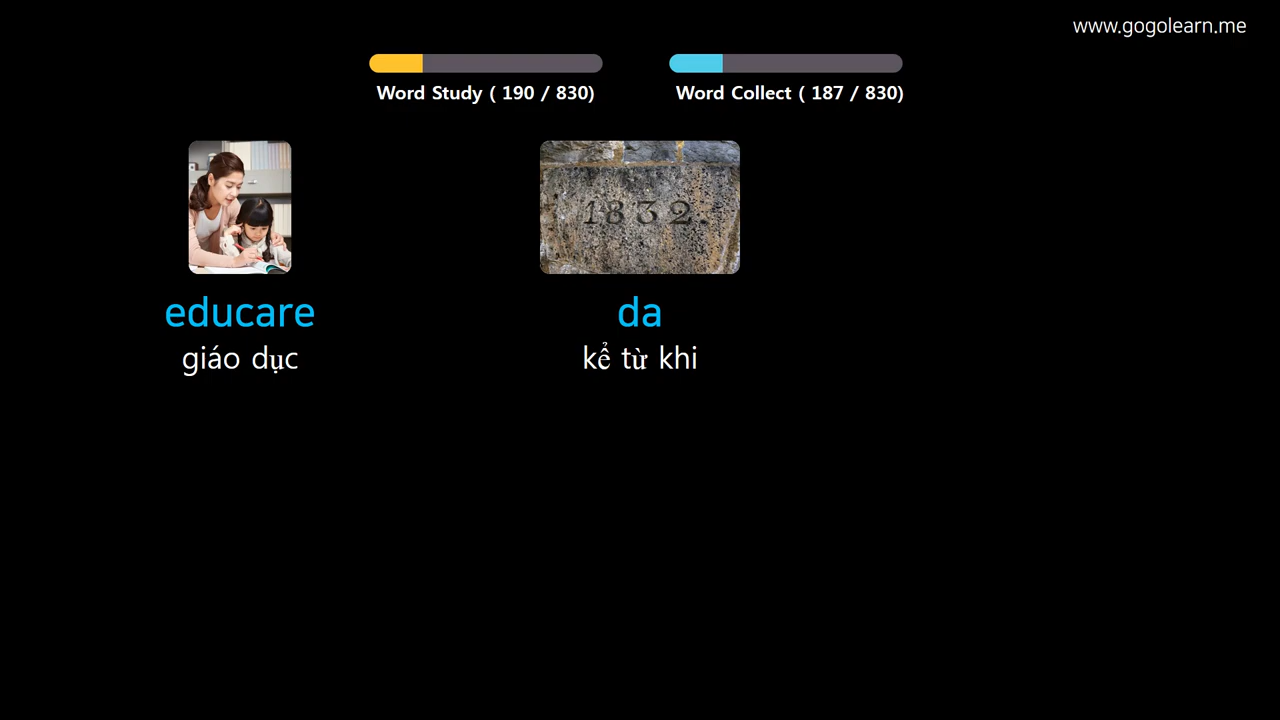 www.gogolearn.me
Word Study ( 190 / 830)
Word Collect ( 187 / 830)
1832.
educare
da
giáo dục
kể từ khi